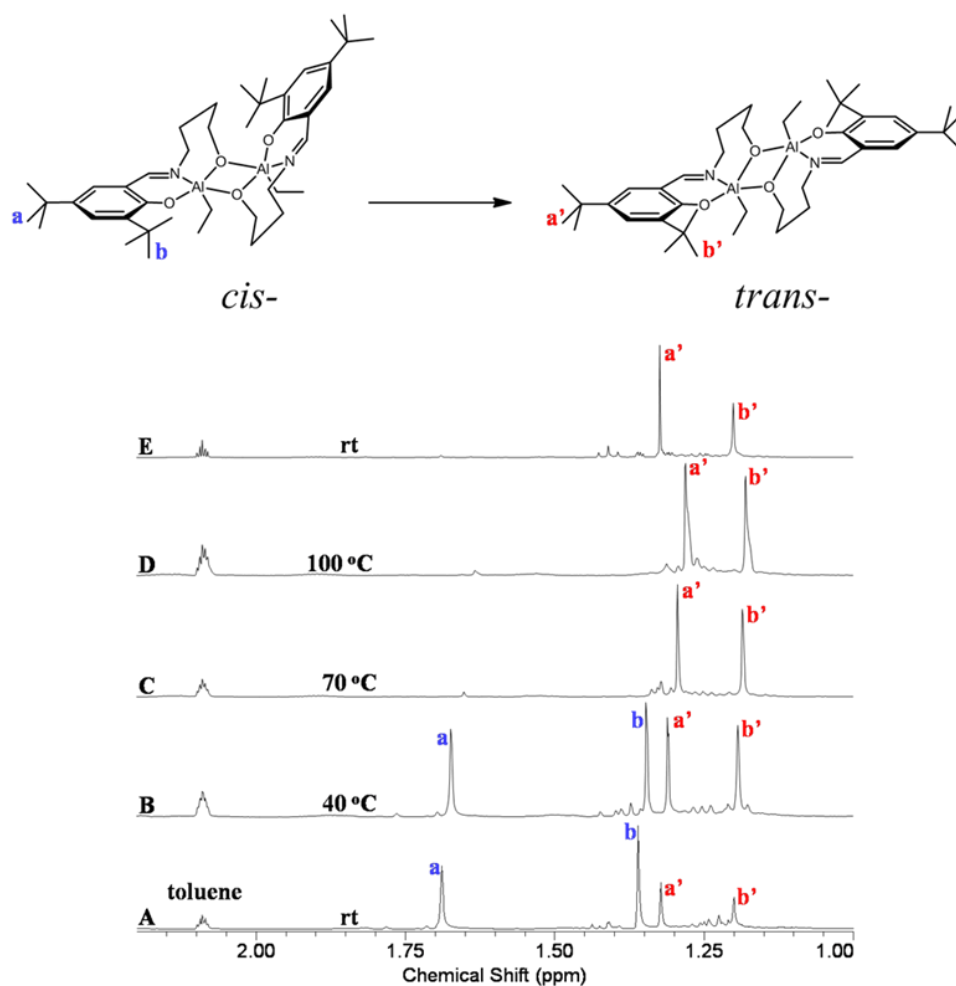 O
Al
N
N
O
Al
O
O
a
b
cis-
Al
O
O
N
N
Al
O
O
a'
b'
trans-
a'
b'
E rt
a'
b'
D 100 °C
a'
b'
C 70 °C
a b a' b'
B 40 °C
b
a
a'
toluene b'
A rt
2.00 1.75 1.50 1.25 1.00
Chemical Shift (ppm)